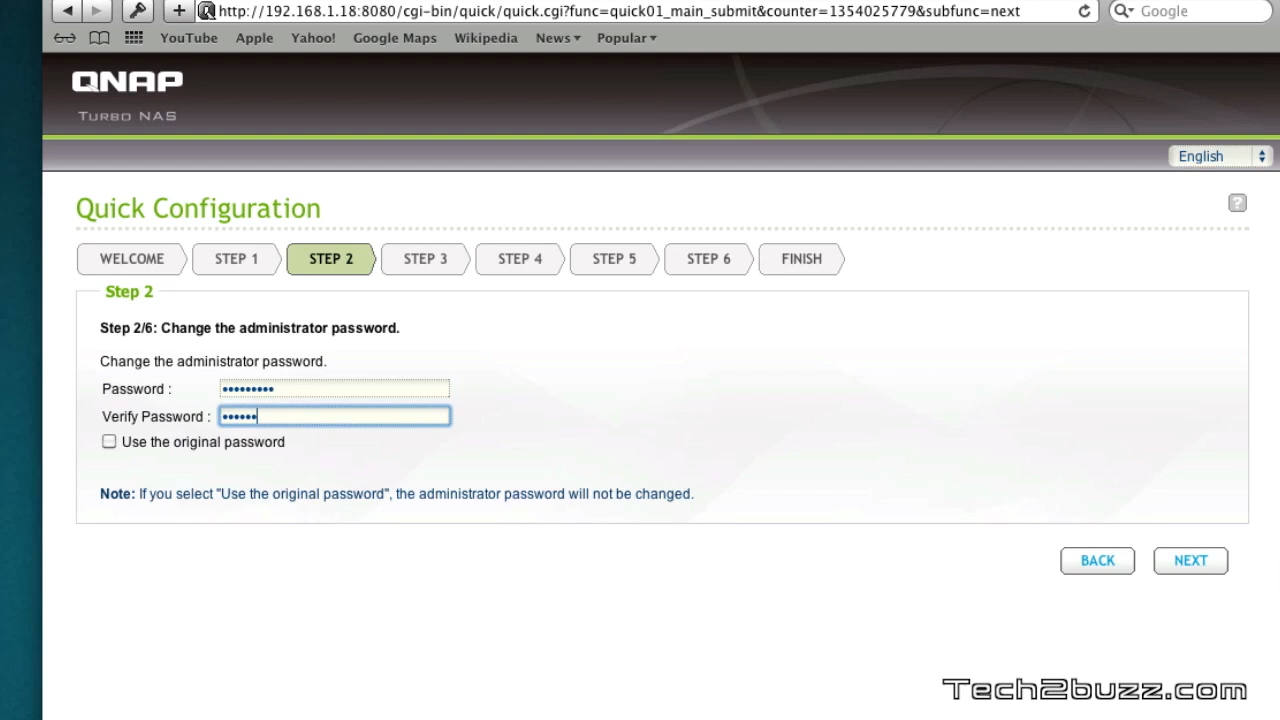 http://192.168.1.18:8080/cgi-bin/quick/quick.cgi?func=quick01_main_submit&counter=1354025779&subfunc=next
Google
YouTube Apple Yahoo! Google Maps Wikipedia News Popular
QNAP
TURBO NAS
English
Quick Configuration
?
WELCOME STEP 1 STEP 2 STEP 3 STEP 4 STEP 5 STEP 6 FINISH
Step 2
Step 2/6: Change the administrator password.
Change the administrator password.
Password : •••••••••
Verify Password : ••••••
Use the original password
Note: If you select "Use the original password", the administrator password will not be changed.
BACK NEXT
Tech2buzz.com